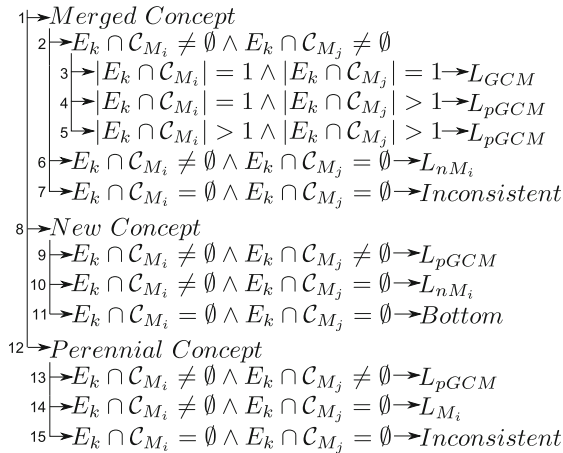 1 Merged Concept
2 E_k ∩ C_{M_i} ≠ ∅ ∧ E_k ∩ C_{M_j} ≠ ∅
3 |E_k ∩ C_{M_i}| = 1 ∧ |E_k ∩ C_{M_j}| = 1 → L_{GCM}
4 |E_k ∩ C_{M_i}| = 1 ∧ |E_k ∩ C_{M_j}| > 1 → L_{pGCM}
5 |E_k ∩ C_{M_i}| > 1 ∧ |E_k ∩ C_{M_j}| > 1 → L_{pGCM}
6 E_k ∩ C_{M_i} ≠ ∅ ∧ E_k ∩ C_{M_j} = ∅ → L_{nM_i}
7 E_k ∩ C_{M_i} = ∅ ∧ E_k ∩ C_{M_j} = ∅ → Inconsistent
8 New Concept
9 E_k ∩ C_{M_i} ≠ ∅ ∧ E_k ∩ C_{M_j} ≠ ∅ → L_{pGCM}
10 E_k ∩ C_{M_i} ≠ ∅ ∧ E_k ∩ C_{M_j} = ∅ → L_{nM_i}
11 E_k ∩ C_{M_i} = ∅ ∧ E_k ∩ C_{M_j} = ∅ → Bottom
12 Perennial Concept
13 E_k ∩ C_{M_i} ≠ ∅ ∧ E_k ∩ C_{M_j} ≠ ∅ → L_{pGCM}
14 E_k ∩ C_{M_i} ≠ ∅ ∧ E_k ∩ C_{M_j} = ∅ → L_{M_i}
15 E_k ∩ C_{M_i} = ∅ ∧ E_k ∩ C_{M_j} = ∅ → Inconsistent